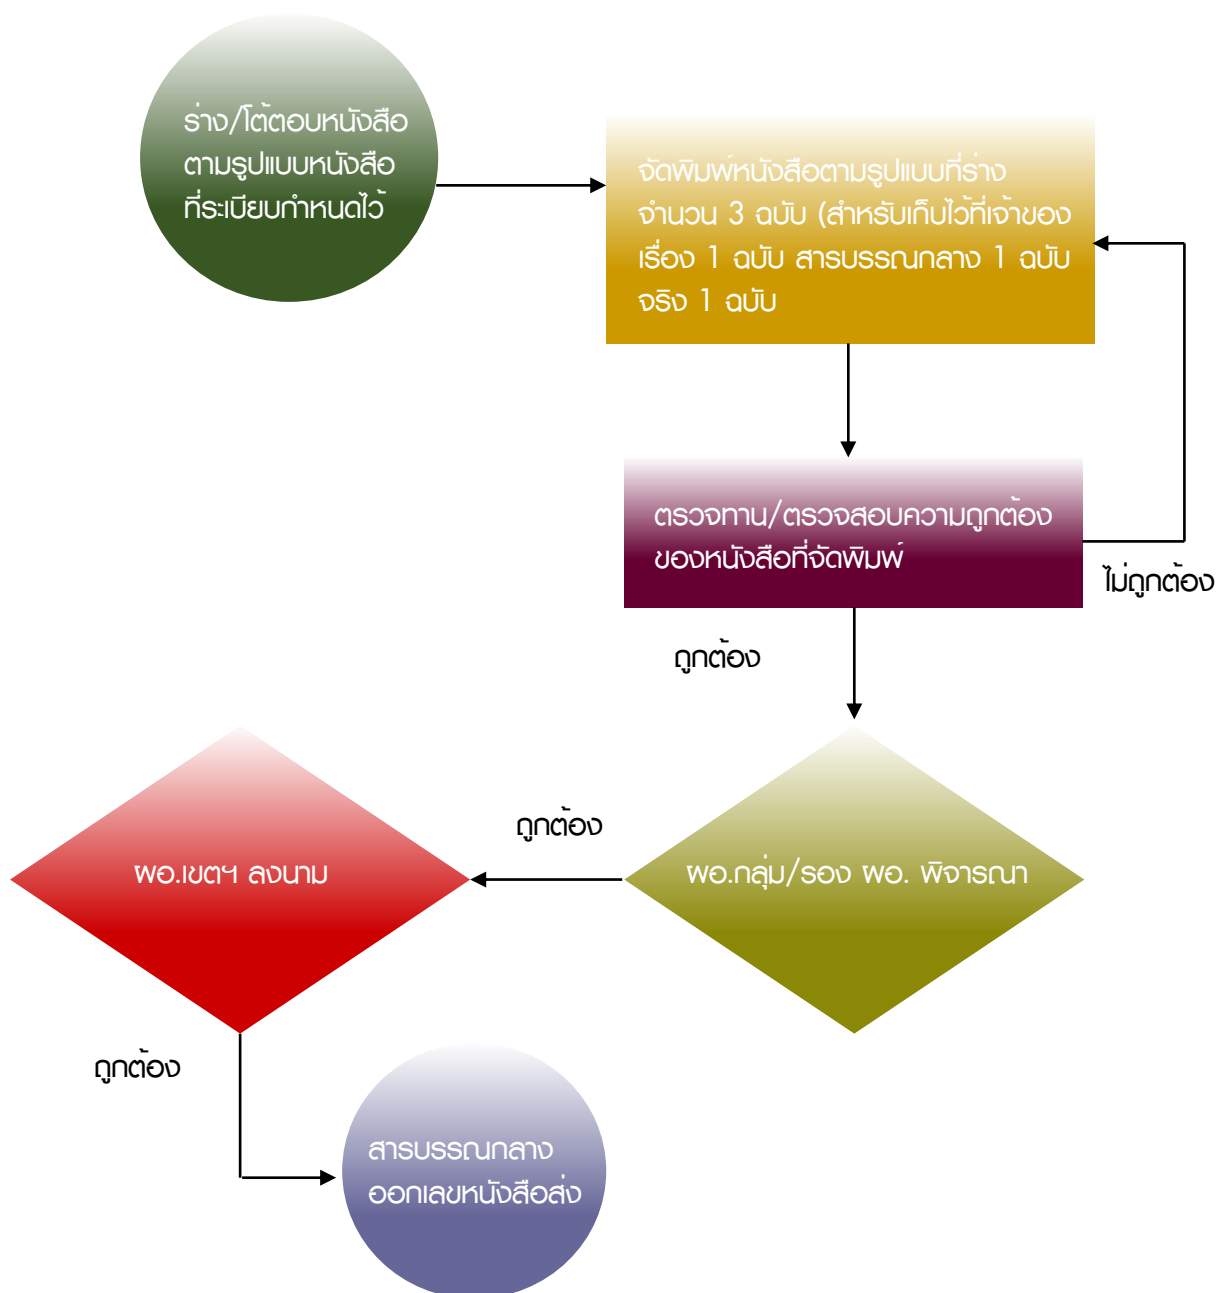 ร่าง/โต้ตอบหนังสือ
ตามรูปแบบหนังสือ
ที่ระเบียบกำหนดไว้
จัดพิมพ์หนังสือตามรูปแบบที่ร่าง
จำนวน 3 ฉบับ (สำหรับเก็บไว้ที่เจ้าของ
เรื่อง 1 ฉบับ สารบรรณกลาง 1 ฉบับ
จริง 1 ฉบับ
ตรวจทาน/ตรวจสอบความถูกต้อง
ของหนังสือที่จัดพิมพ์
ไม่ถูกต้อง
ถูกต้อง
ผอ.กลุ่ม/รอง ผอ. พิจารณา
ถูกต้อง
ผอ.เขตฯ ลงนาม
ถูกต้อง
สารบรรณกลาง
ออกเลขหนังสือส่ง